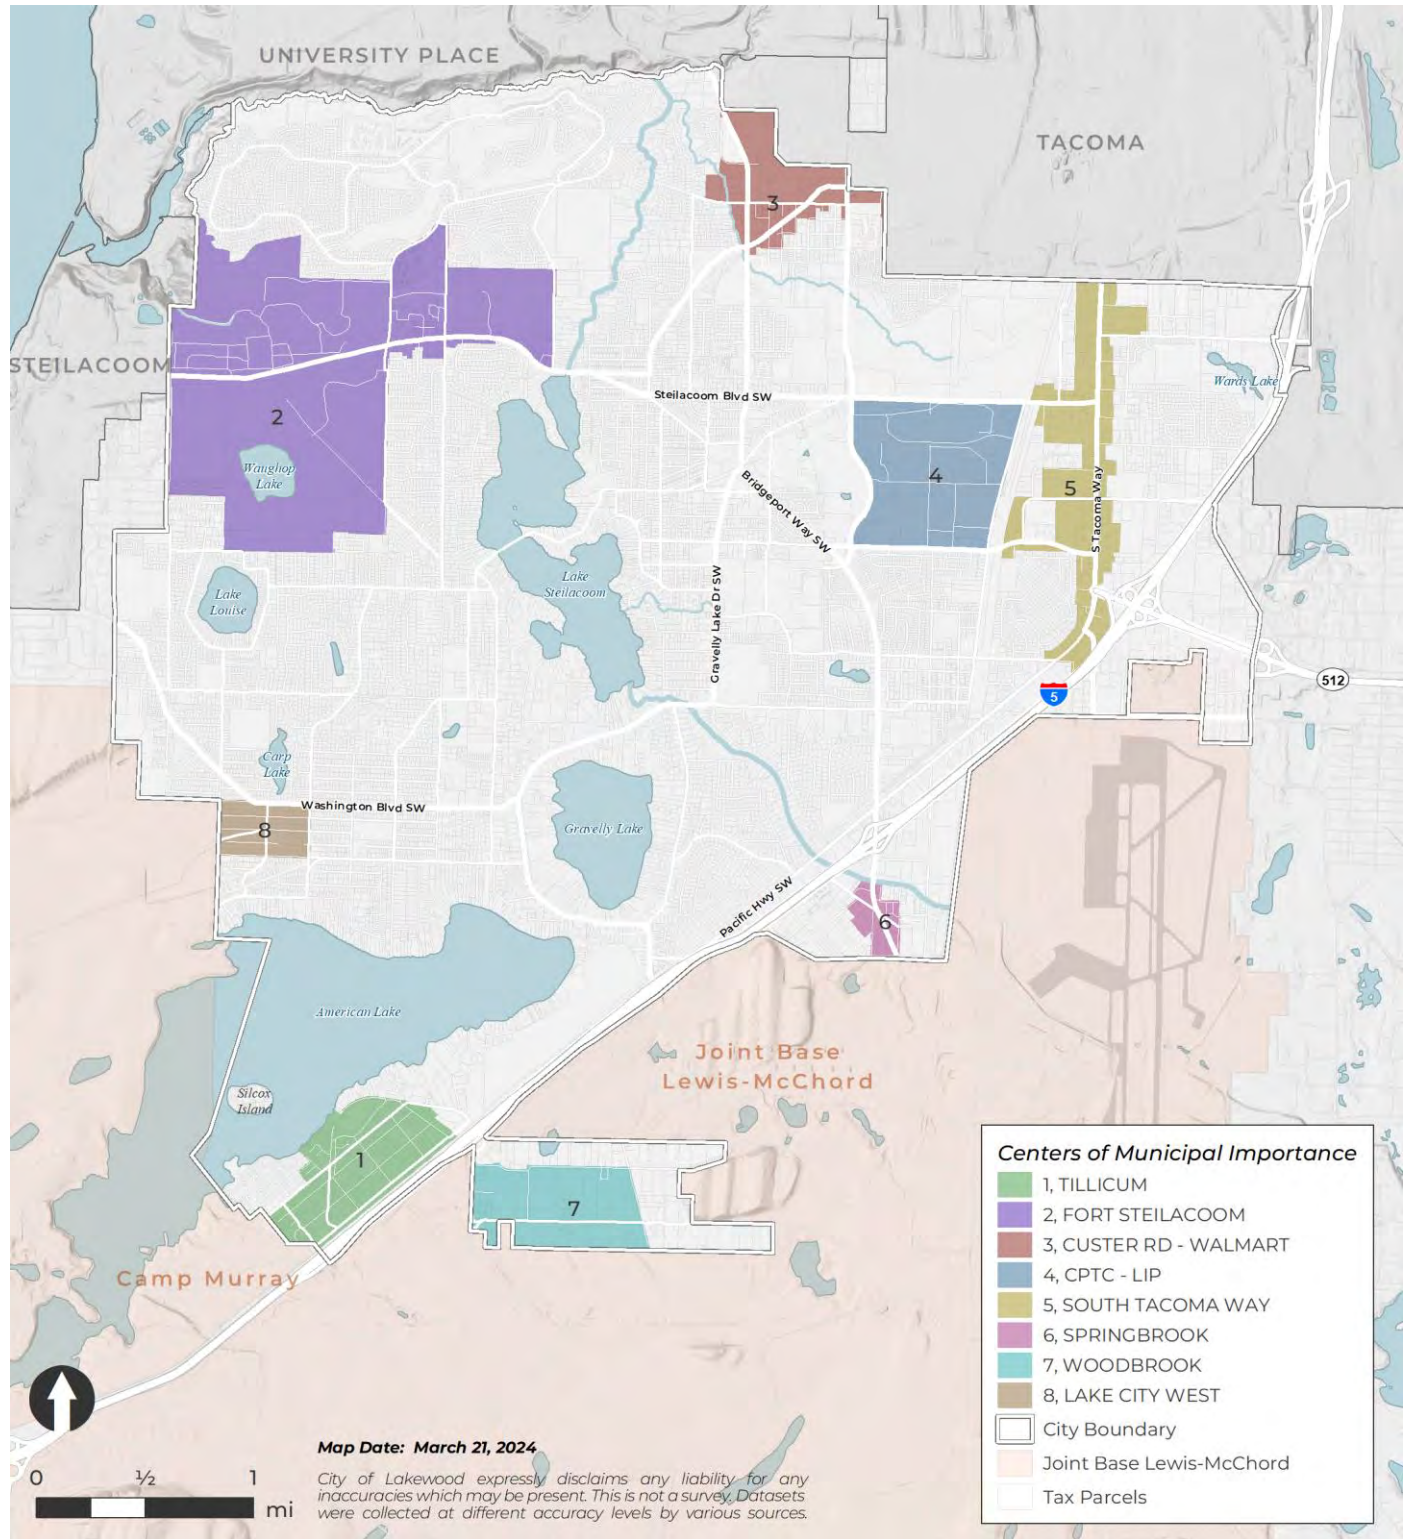 UNIVERSITY PLACE
TACOMA
3
STEILACOOM
Wards Lake
2
Steilacoom Blvd SW
Waughop
Lake
4
5
Bridgeport Way SW
S Tacoma Way
Lake
Steilacoom
Lake
Louise
Gravelly Lake Dr SW
512
5
Carp
Lake
Washington Blvd SW
8
Gravelly Lake
Pacific Hwy SW
6
American Lake
Joint Base
Lewis-McChord
Silcox
Island
1
7
Camp Murray
Centers of Municipal Importance
1, TILLICUM
2, FORT STEILACOOM
3, CUSTER RD - WALMART
4, CPTC - LIP
5, SOUTH TACOMA WAY
6, SPRINGBROOK
7, WOODBROOK
8, LAKE CITY WEST
City Boundary
Joint Base Lewis-McChord
Tax Parcels
0 ½ 1
mi
Map Date: March 21, 2024
City of Lakewood expressly disclaims any liability for any
inaccuracies which may be present. This is not a survey. Datasets
were collected at different accuracy levels by various sources.